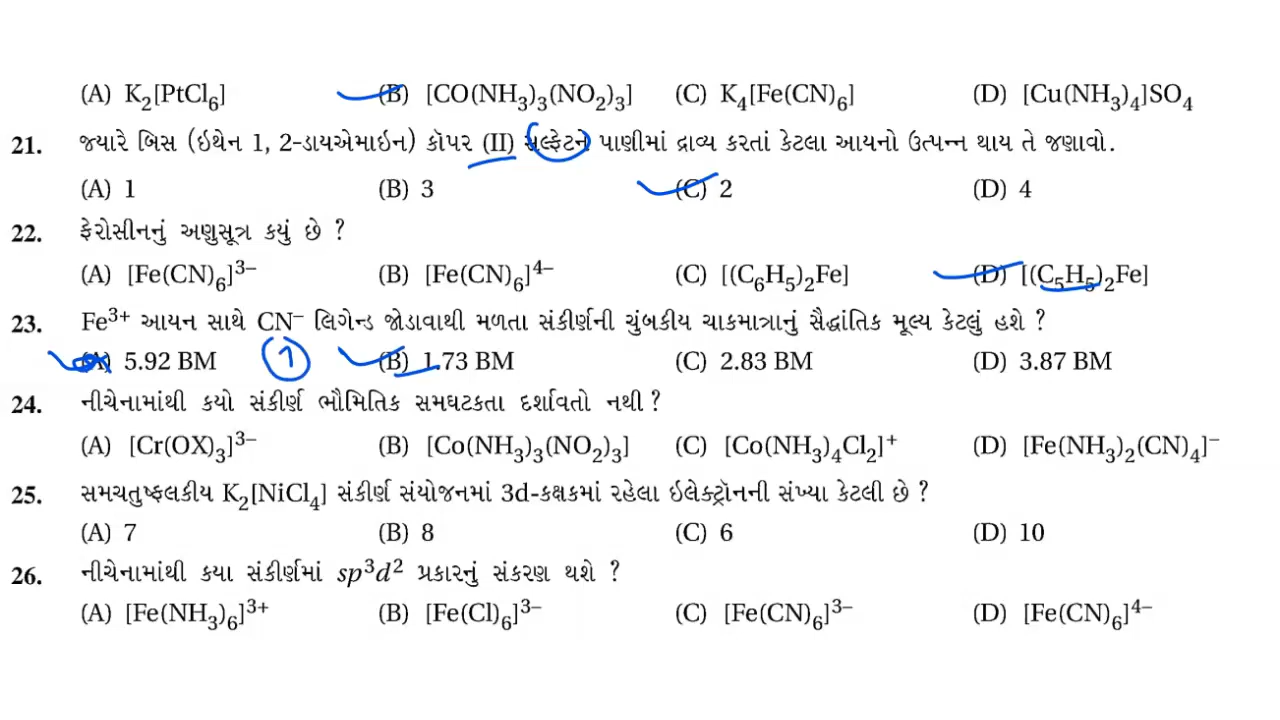 (A) K₂[PtCl₆] (B) [CO(NH₃)₃(NO₂)₃] (C) K₄[Fe(CN)₆] (D) [Cu(NH₃)₄]SO₄
21. જ્યારે બિસ (ઇથેન 1, 2-ડાયએમાઇન) કૉપર (II) સલ્ફેટને પાણીમાં દ્રાવ્ય કરતાં કેટલા આયનો ઉત્પન્ન થાય તે જણાવો.
(A) 1 (B) 3 (C) 2 (D) 4
22. ફેરોસીનનું અણુસૂત્ર કયું છે ?
(A) [Fe(CN)₆]³⁻ (B) [Fe(CN)₆]⁴⁻ (C) [(C₆H₅)₂Fe] (D) [(C₅H₅)₂Fe]
23. Fe³⁺ આયન સાથે CN⁻ લિગેન્ડ જોડાવાથી મળતા સંકીર્ણની ચુંબકીય ચાકમાત્રાનું સૈદ્ધાંતિક મૂલ્ય કેટલું હશે ?
(A) 5.92 BM 1 (B) 1.73 BM (C) 2.83 BM (D) 3.87 BM
24. નીચેનામાંથી કયો સંકીર્ણ ભૌમિતિક સમઘટકતા દર્શાવતો નથી ?
(A) [Cr(OX)₃]³⁻ (B) [Co(NH₃)₃(NO₂)₃] (C) [Co(NH₃)₄Cl₂]⁺ (D) [Fe(NH₃)₂(CN)₄]⁻
25. સમચતુષ્ફલકીય K₂[NiCl₄] સંકીર્ણ સંયોજનમાં 3d-કક્ષકમાં રહેલા ઇલેક્ટ્રૉનની સંખ્યા કેટલી છે ?
(A) 7 (B) 8 (C) 6 (D) 10
26. નીચેનામાંથી કયા સંકીર્ણમાં sp³d² પ્રકારનું સંકરણ થશે ?
(A) [Fe(NH₃)₆]³⁺ (B) [Fe(Cl)₆]³⁻ (C) [Fe(CN)₆]³⁻ (D) [Fe(CN)₆]⁴⁻